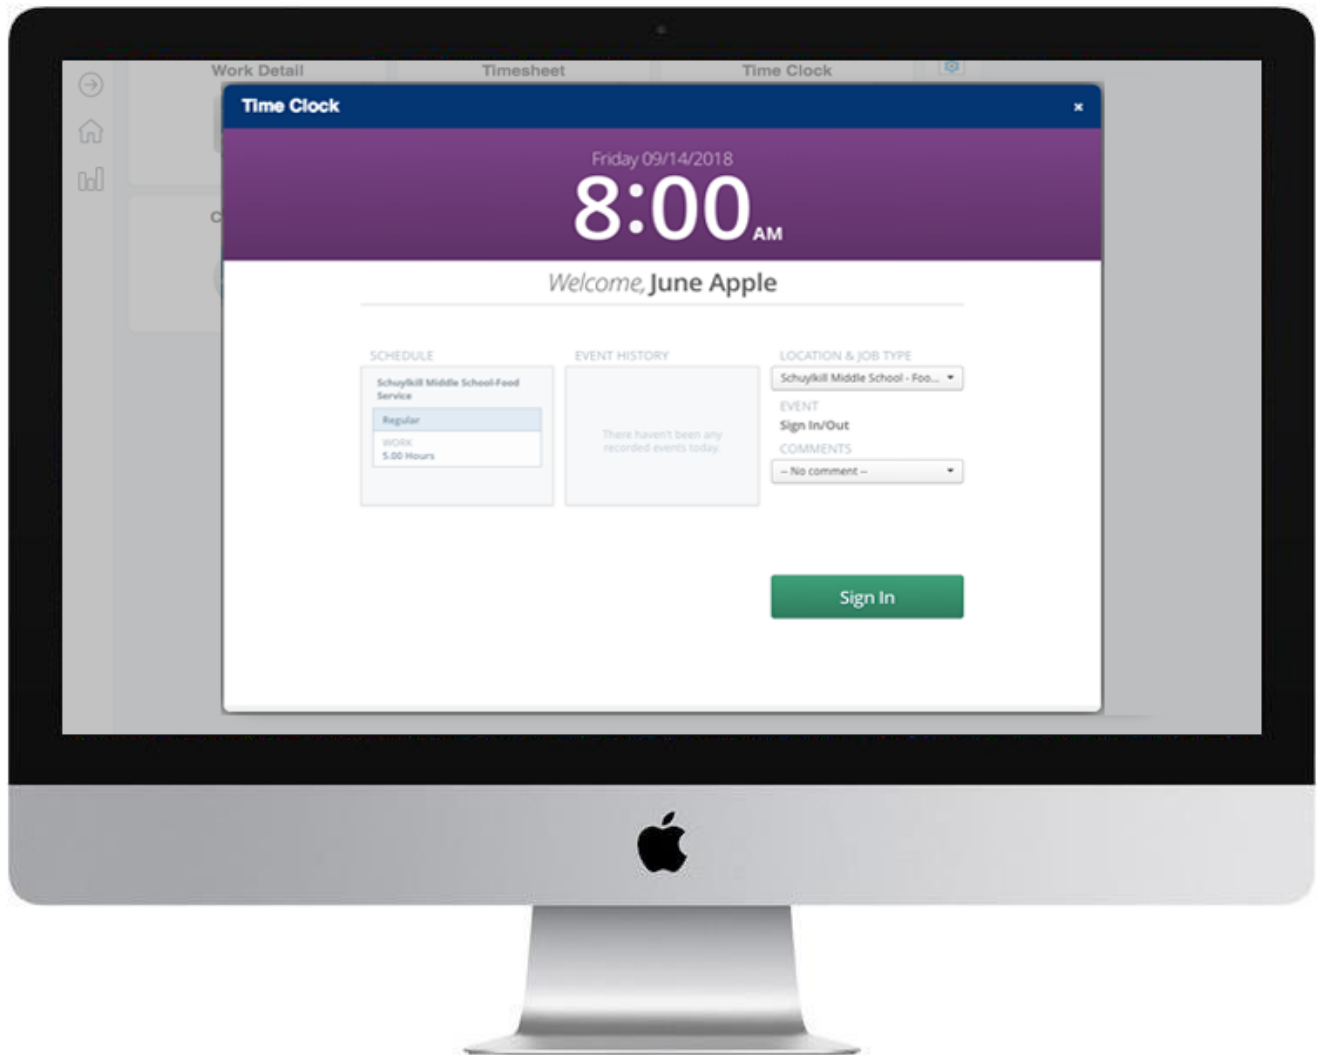 Work Detail
Timesheet
Time Clock
Time Clock
×
Friday 09/14/2018
8:00 AM
Welcome, June Apple
SCHEDULE
Schuylkill Middle School-Food
Service
Regular
WORK
5.00 Hours
EVENT HISTORY
There haven't been any
recorded events today.
LOCATION & JOB TYPE
Schuylkill Middle School - Foo...
EVENT
Sign In/Out
COMMENTS
-- No comment --
Sign In